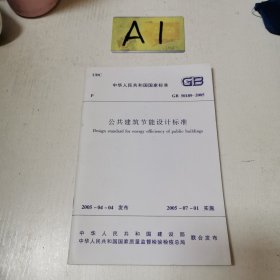 A1
UDC
中华人民共和国国家标准
GB
P
GB 50189-2005
公共建筑节能设计标准
Design standard for energy efficiency of public buildings
2005-04-04 发布
2005-07-01 实施
中华人民共和国建设部
中华人民共和国国家质量监督检验检疫总局
联合发布